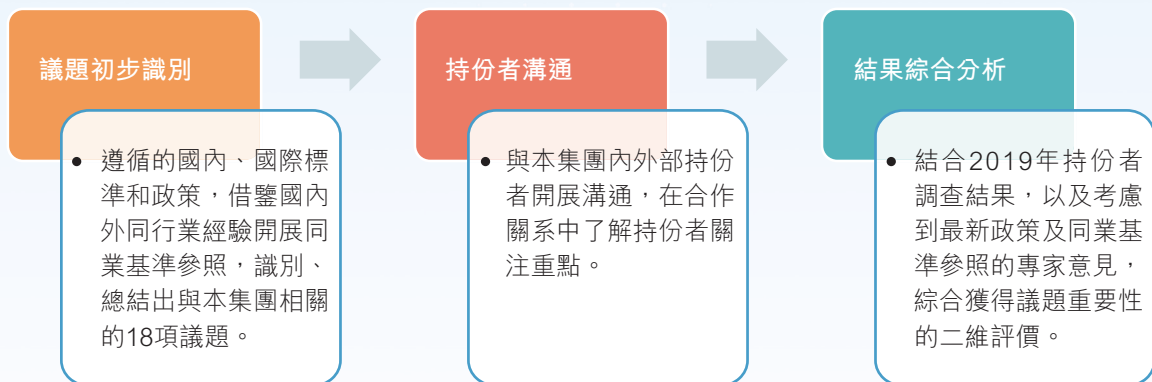 議題初步識別
遵循的國內、國際標
準和政策，借鑒國內
外同行業經驗開展同
業基準參照，識別、
總結出與本集團相關
的18項議題。
持份者溝通
與本集團內外部持份
者開展溝通，在合作
關系中了解持份者關
注重點。
結果綜合分析
結合2019年持份者
調查結果，以及考慮
到最新政策及同業基
準參照的專家意見，
綜合獲得議題重要性
的二維評價。